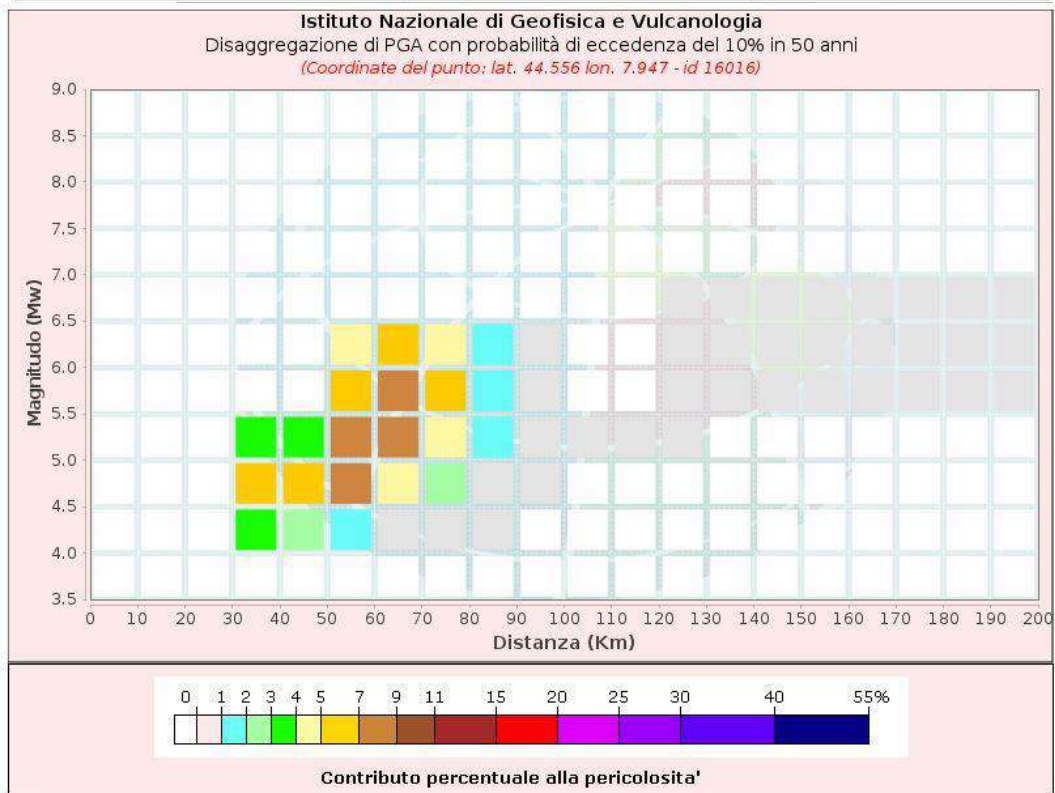 Istituto Nazionale di Geofisica e Vulcanologia
Disaggregazione di PGA con probabilità di eccedenza del 10% in 50 anni
(Coordinate del punto: lat. 44.556 lon. 7.947 - id 16016)
9.0
8.5
8.0
7.5
7.0
6.5
6.0
5.5
5.0
4.5
4.0
3.5
Magnitudo (Mw)
0 10 20 30 40 50 60 70 80 90 100 110 120 130 140 150 160 170 180 190 200
Distanza (Km)
0 1 2 3 4 5 7 9 11 15 20 25 30 40 55%
Contributo percentuale alla pericolosita'